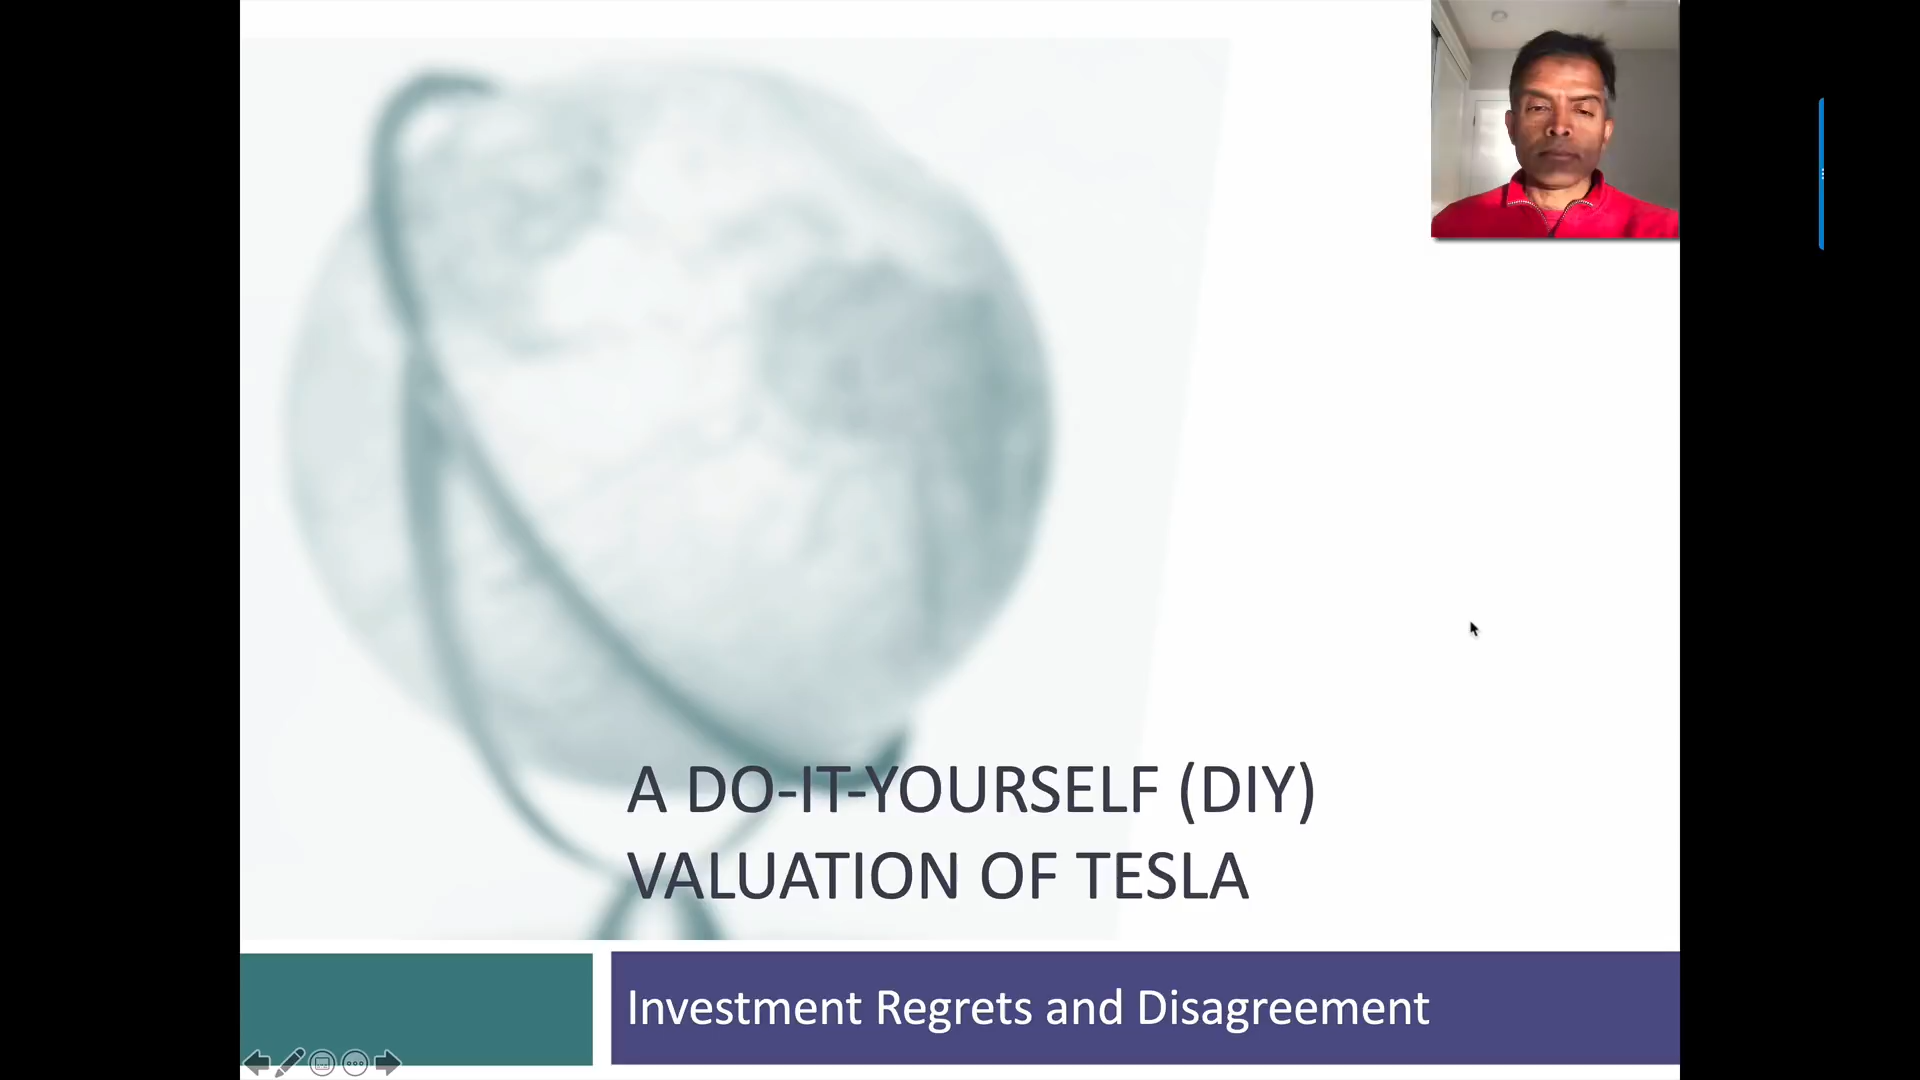 A DO-IT-YOURSELF (DIY)
VALUATION OF TESLA
Investment Regrets and Disagreement